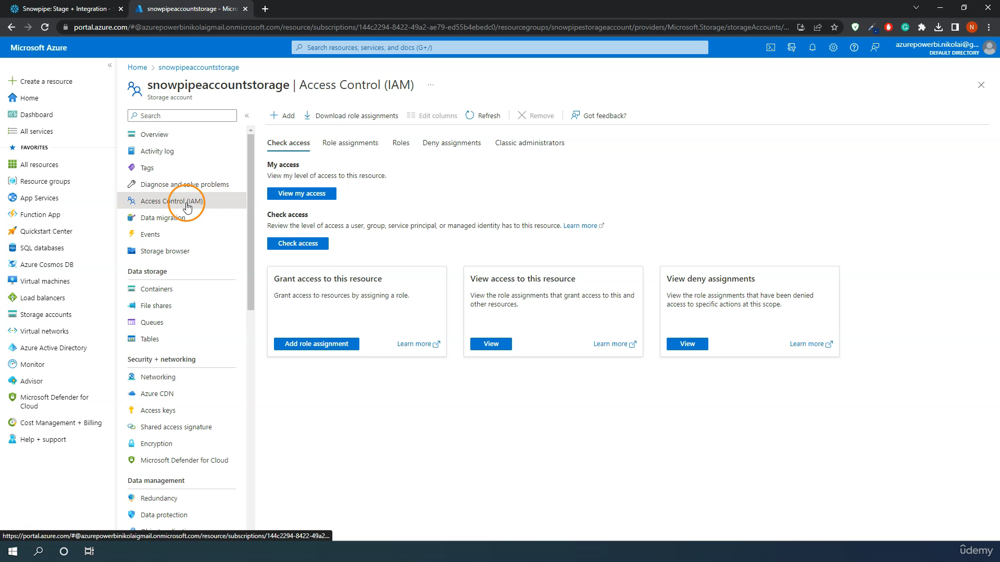 Snowpipe: Stage + Integration -
snowpipeaccountstorage - Micro
portal.azure.com/#@azurepowerbinikolaigmail.onmicrosoft.com/resource/subscriptions/144c2294-8422-49a2-ae79-ed55b4ebedc0/resourcegroups/snowpipestorageaccount/providers/Microsoft.Storage/storageAccounts/...
N
Microsoft Azure
Search resources, services, and docs (G+/)
azurepowerbi.nikolai@g...
DEFAULT DIRECTORY
Create a resource
Home
Dashboard
All services
FAVORITES
All resources
Resource groups
App Services
Function App
Quickstart Center
SQL databases
Azure Cosmos DB
Virtual machines
Load balancers
Storage accounts
Virtual networks
Azure Active Directory
Monitor
Advisor
Microsoft Defender for
Cloud
Cost Management + Billing
Help + support
Home > snowpipeaccountstorage
snowpipeaccountstorage | Access Control (IAM) ...
Storage account
Search
Overview
Activity log
Tags
Diagnose and solve problems
Access Control (IAM)
Data migration
Events
Storage browser
Data storage
Containers
File shares
Queues
Tables
Security + networking
Networking
Azure CDN
Access keys
Shared access signature
Encryption
Microsoft Defender for Cloud
Data management
Redundancy
Data protection
Add Download role assignments Edit columns Refresh Remove Got feedback?
Check access Role assignments Roles Deny assignments Classic administrators
My access
View my level of access to this resource.
View my access
Check access
Review the level of access a user, group, service principal, or managed identity has to this resource. Learn more
Check access
Grant access to this resource
Grant access to resources by assigning a role.
Add role assignment Learn more
View access to this resource
View the role assignments that grant access to this and
other resources.
View Learn more
View deny assignments
View the role assignments that have been denied
access to specific actions at this scope.
View Learn more
https://portal.azure.com/#@azurepowerbinikolaigmail.onmicrosoft.com/resource/subscriptions/144c2294-8422-49a2...
udemy